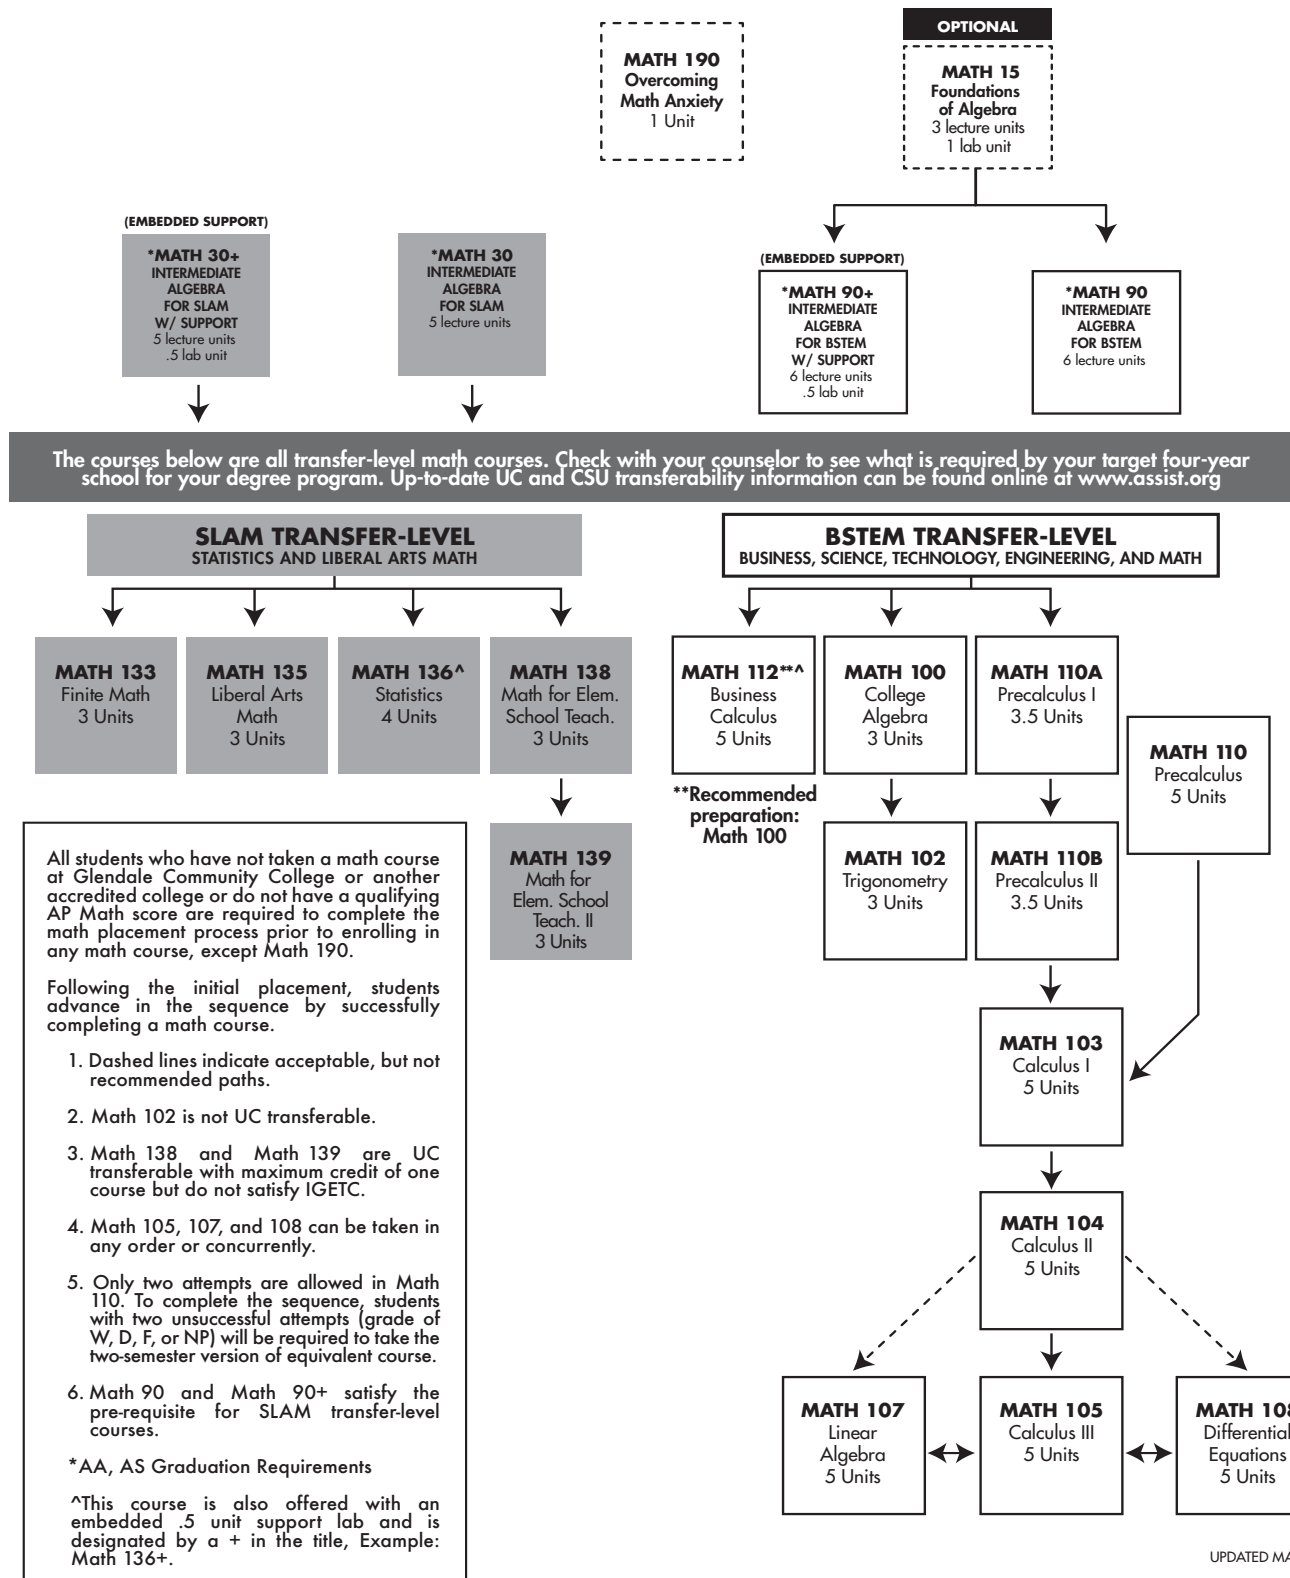 OPTIONAL
MATH 190
Overcoming
Math Anxiety
1 Unit
MATH 15
Foundations
of Algebra
3 lecture units
1 lab unit
(EMBEDDED SUPPORT)
*MATH 30+
INTERMEDIATE
ALGEBRA
FOR SLAM
W/ SUPPORT
5 lecture units
.5 lab unit
*MATH 30
INTERMEDIATE
ALGEBRA
FOR SLAM
5 lecture units
(EMBEDDED SUPPORT)
*MATH 90+
INTERMEDIATE
ALGEBRA
FOR BSTEM
W/ SUPPORT
6 lecture units
.5 lab unit
*MATH 90
INTERMEDIATE
ALGEBRA
FOR BSTEM
6 lecture units
The courses below are all transfer-level math courses. Check with your counselor to see what is required by your target four-year
school for your degree program. Up-to-date UC and CSU transferability information can be found online at www.assist.org
SLAM TRANSFER-LEVEL
STATISTICS AND LIBERAL ARTS MATH
BSTEM TRANSFER-LEVEL
BUSINESS, SCIENCE, TECHNOLOGY, ENGINEERING, AND MATH
MATH 133
Finite Math
3 Units
MATH 135
Liberal Arts
Math
3 Units
MATH 136^
Statistics
4 Units
MATH 138
Math for Elem.
School Teach.
3 Units
MATH 112**^
Business
Calculus
5 Units
MATH 100
College
Algebra
3 Units
MATH 110A
Precalculus I
3.5 Units
MATH 110
Precalculus
5 Units
**Recommended
preparation:
Math 100
MATH 139
Math for
Elem. School
Teach. II
3 Units
MATH 102
Trigonometry
3 Units
MATH 110B
Precalculus II
3.5 Units
All students who have not taken a math course
at Glendale Community College or another
accredited college or do not have a qualifying
AP Math score are required to complete the
math placement process prior to enrolling in
any math course, except Math 190.
Following the initial placement, students
advance in the sequence by successfully
completing a math course.
1. Dashed lines indicate acceptable, but not
recommended paths.
2. Math 102 is not UC transferable.
3. Math 138 and Math 139 are UC
transferable with maximum credit of one
course but do not satisfy IGETC.
4. Math 105, 107, and 108 can be taken in
any order or concurrently.
5. Only two attempts are allowed in Math
110. To complete the sequence, students
with two unsuccessful attempts (grade of
W, D, F, or NP) will be required to take the
two-semester version of equivalent course.
6. Math 90 and Math 90+ satisfy the
pre-requisite for SLAM transfer-level
courses.
*AA, AS Graduation Requirements
^This course is also offered with an
embedded .5 unit support lab and is
designated by a + in the title, Example:
Math 136+.
MATH 103
Calculus I
5 Units
MATH 104
Calculus II
5 Units
MATH 107
Linear
Algebra
5 Units
MATH 105
Calculus III
5 Units
MATH 108
Differential
Equations
5 Units
UPDATED MA